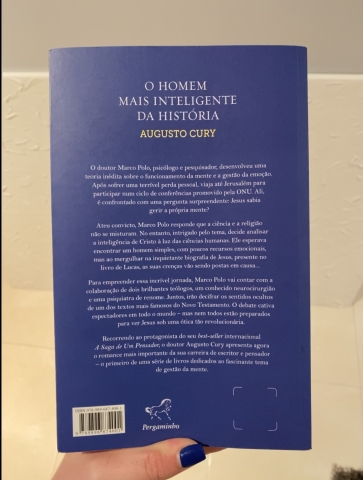 O HOMEM
MAIS INTELIGENTE
DA HISTÓRIA
AUGUSTO CURY
O doutor Marco Polo, psicólogo e pesquisador, desenvolveu uma
teoria inédita sobre o funcionamento da mente e a gestão da emoção.
Após sofrer uma terrível perda pessoal, viaja até Jerusalém para
participar num ciclo de conferências promovido pela ONU. Ali,
é confrontado com uma pergunta surpreendente: Jesus sabia
gerir a própria mente?
Ateu convicto, Marco Polo responde que a ciência e a religião
não se misturam. No entanto, intrigado pelo tema, decide analisar
a inteligência de Cristo à luz das ciências humanas. Ele esperava
encontrar um homem simples, com poucos recursos emocionais,
mas ao mergulhar na inquietante biografia de Jesus, presente no
livro de Lucas, as suas crenças vão sendo postas em causa...
Para empreender essa incrível jornada, Marco Polo vai contar com a
colaboração de dois brilhantes teólogos, um conhecido neurocirurgião
e uma psiquiatra de renome. Juntos, irão decifrar os sentidos ocultos
de um dos textos mais famosos do Novo Testamento. O debate cativa
espectadores em todo o mundo – mas nem todos estão preparados
para ver Jesus sob uma ótica tão revolucionária.
Recorrendo ao protagonista do seu best-seller internacional
A Saga de Um Pensador, o doutor Augusto Cury apresenta agora
o romance mais importante da sua carreira de escritor e pensador
– o primeiro de uma série de livros dedicados ao fascinante tema
de gestão da mente.
Pergaminho